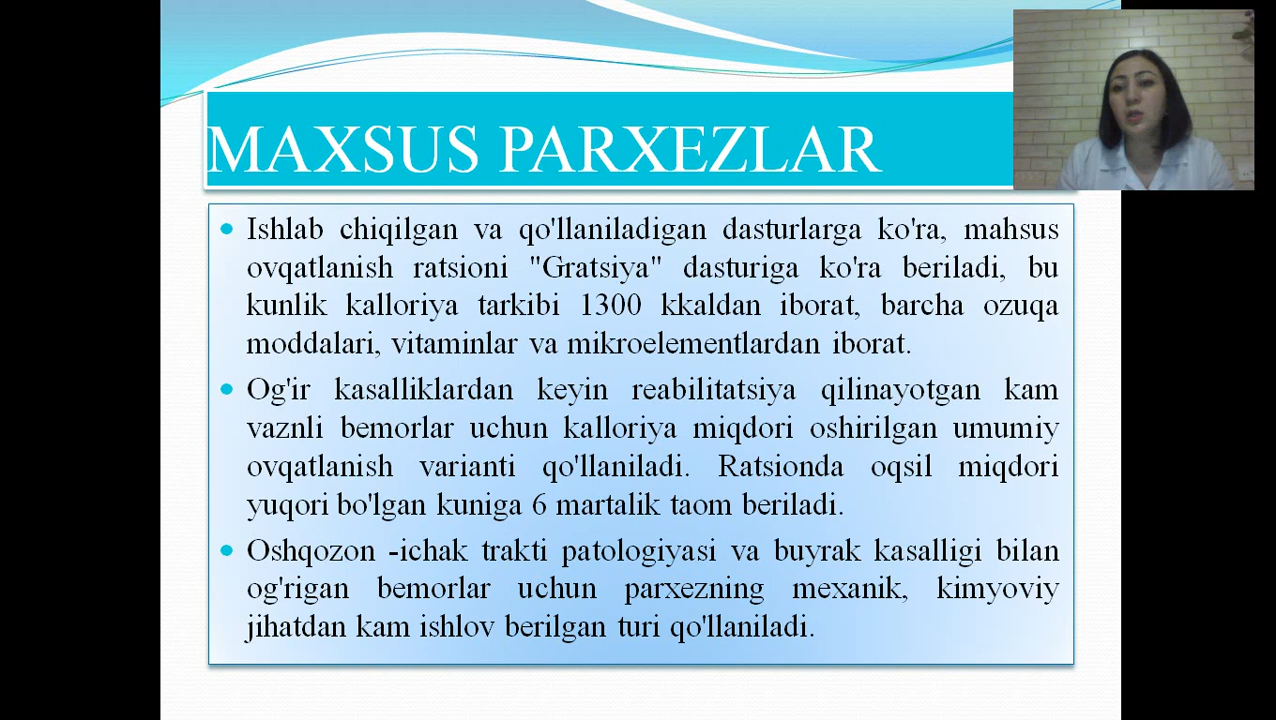 MAXSUS PARXEZLAR
Ishlab chiqilgan va qo'llaniladigan dasturlarga ko'ra, mahsus
ovqatlanish ratsioni "Gratsiya" dasturiga ko'ra beriladi, bu
kunlik kalloriya tarkibi 1300 kkaldan iborat, barcha ozuqa
moddalari, vitaminlar va mikroelementlardan iborat.
Og'ir kasalliklardan keyin reabilitatsiya qilinayotgan kam
vaznli bemorlar uchun kalloriya miqdori oshirilgan umumiy
ovqatlanish varianti qo'llaniladi. Ratsionda oqsil miqdori
yuqori bo'lgan kuniga 6 martalik taom beriladi.
Oshqozon -ichak trakti patologiyasi va buyrak kasalligi bilan
og'rigan bemorlar uchun parxezning mexanik, kimyoviy
jihatdan kam ishlov berilgan turi qo'llaniladi.